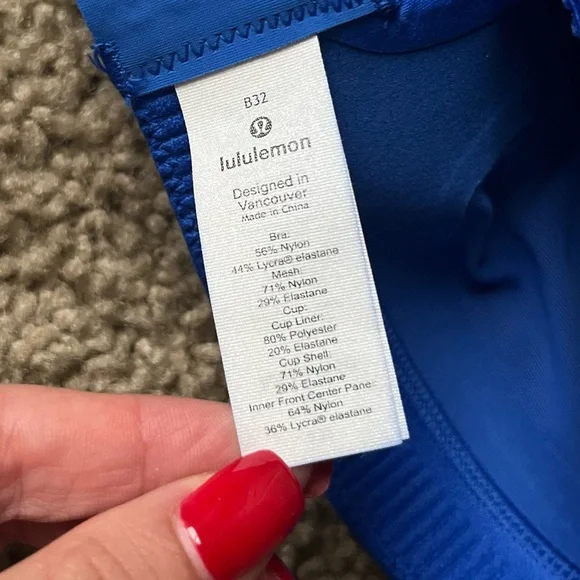 B32
lululemon
Designed in
Vancouver
Made in China
Bra:
56% Nylon
44% Lycra® elastane
Mesh:
71% Nylon
29% Elastane
Cup:
Cup Liner:
80% Polyester
20% Elastane
Cup Shell:
71% Nylon
29% Elastane
Inner Front Center Pane
64% Nylon
36% Lycra® elastane